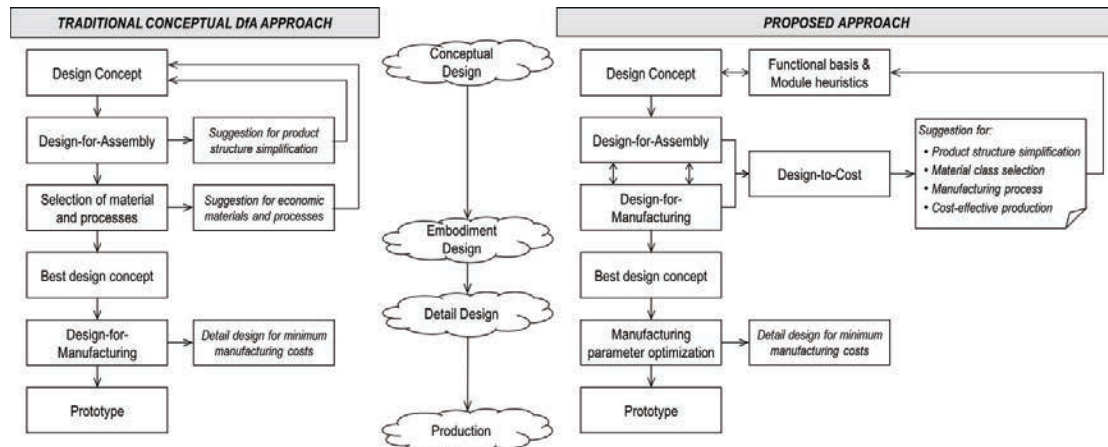 TRADITIONAL CONCEPTUAL DfA APPROACH
Design Concept
Design-for-Assembly
Suggestion for product
structure simplification
Selection of material
and processes
Suggestion for economic
materials and processes
Best design concept
Design-for-
Manufacturing
Detail design for minimum
manufacturing costs
Prototype
Conceptual
Design
Embodiment
Design
Detail Design
Production
PROPOSED APPROACH
Design Concept
Functional basis &
Module heuristics
Design-for-Assembly
Design-for-
Manufacturing
Design-to-Cost
Suggestion for:
• Product structure simplification
• Material class selection
• Manufacturing process
• Cost-effective production
Best design concept
Manufacturing
parameter optimization
Detail design for minimum
manufacturing costs
Prototype